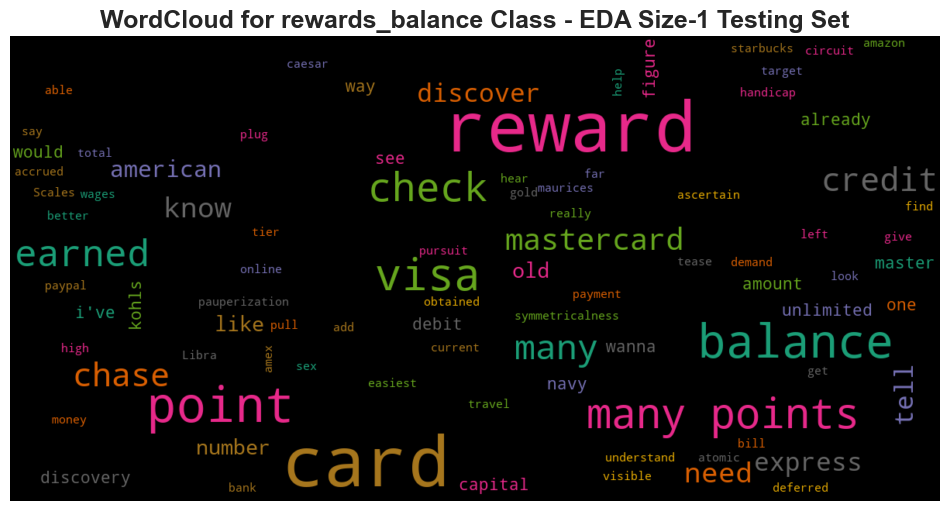 WordCloud for rewards_balance Class - EDA Size-1 Testing Set
caesar
way
discover
help
figure
starbucks
circuit
amazon
target
handicap
able
reward
already
say
plug
would
total
american
see
accrued
check
hear
gold
maurices
far
ascertain
credit
find
Scales
wages
know
better
really
earned
tier
pursuit
mastercard
left
give
online
visa
old
tease
demand
look
master
paypal
kohls
i've
pauperization
obtained
payment
amount
unlimited
one
like
pull
add
debit
symmetricalness
high
Libra
amex
sex
current
many
wanna
balance
chase
easiest
navy
get
tell
point
travel
many points
money
number
card
bill
understand
atomic
express
discovery
bank
capital
visible
need
deferred